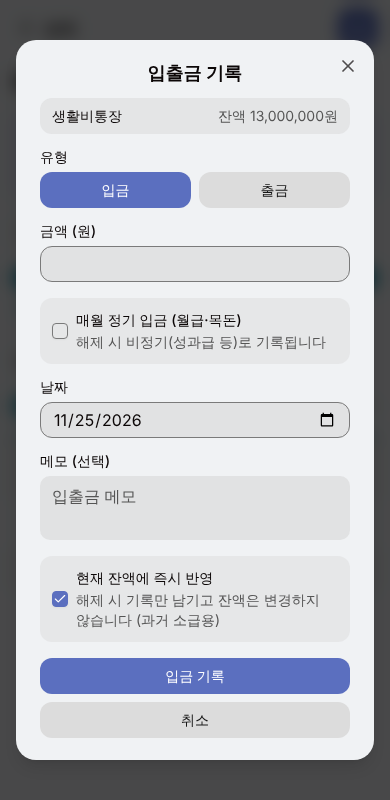 입출금 기록
생활비통장 잔액 13,000,000원
유형
입금 출금
금액 (원)
매월 정기 입금 (월급·목돈)
해제 시 비정기(성과급 등)로 기록됩니다
날짜
11/25/2026
메모 (선택)
입출금 메모
현재 잔액에 즉시 반영
해제 시 기록만 남기고 잔액은 변경하지
않습니다 (과거 소급용)
입금 기록
취소